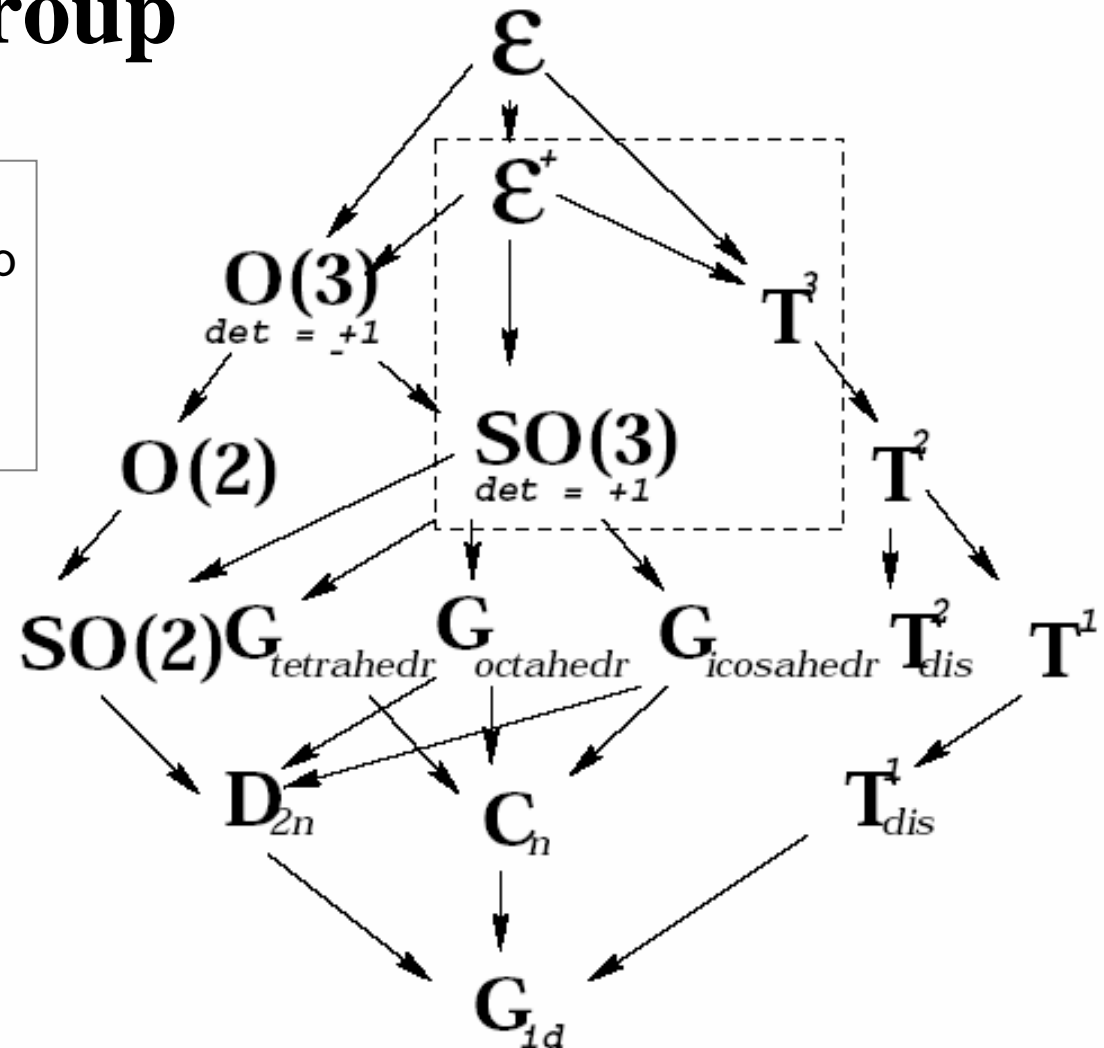 roup
ℰ
ℰ⁺
o
O(3)
det = ±1
T³
O(2)
SO(3)
det = +1
T²
SO(2) G_tetrahedr G_octahedr G_icosahedr T²_dis T¹
D_2n C_n T¹_dis
G_id